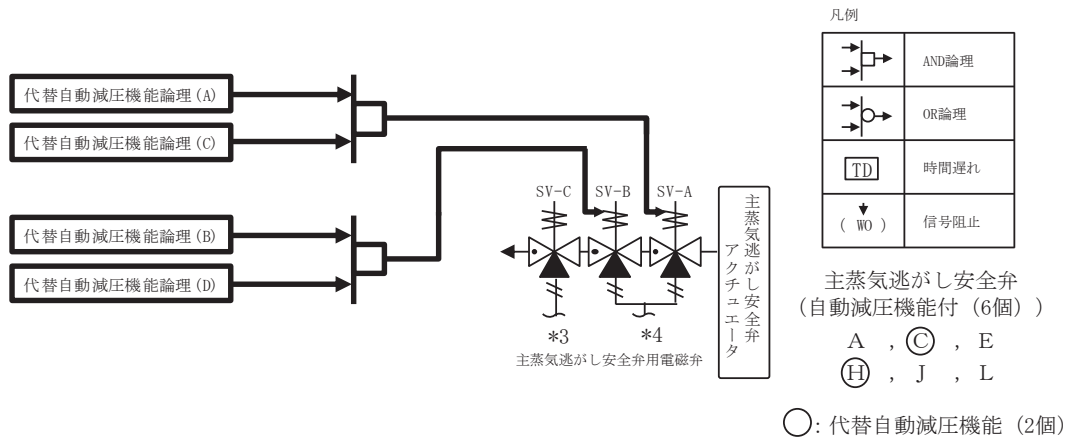 代替自動減圧機能論理(A)
代替自動減圧機能論理(C)
代替自動減圧機能論理(B)
代替自動減圧機能論理(D)
SV-C
SV-B
SV-A
*3
*4
主蒸気逃がし安全弁用電磁弁
主蒸気逃がし安全弁
アクチュエータ
凡例
AND論理
OR論理
TD
時間遅れ
( WO )
信号阻止
主蒸気逃がし安全弁
(自動減圧機能付 (6個) )
A , C , E
H , J , L
: 代替自動減圧機能 (2個)